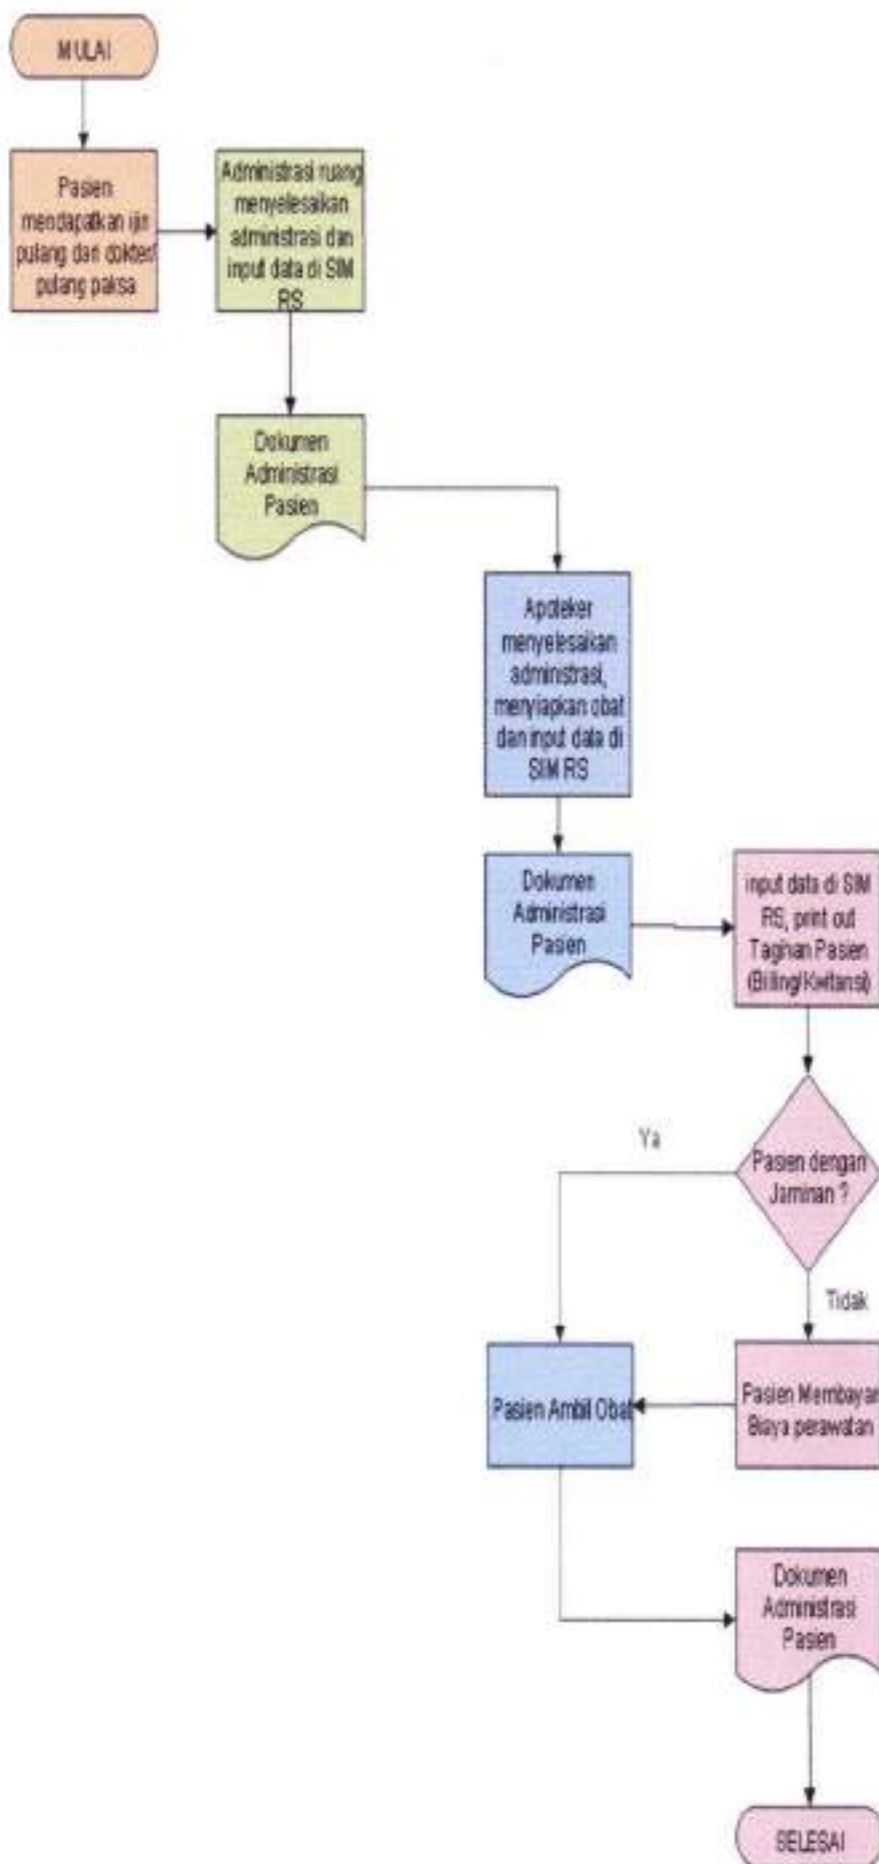 MULAI
Pasien
mendapatkan ijin
pulang dari dokter/
pulang paksa
Administrasi ruang
menyelesaikan
administrasi dan
input data di SIM
RS
Dokumen
Administrasi
Pasien
Apoteker
menyelesaikan
administrasi,
menyiapkan obat
dan input data di
SIM RS
Dokumen
Administrasi
Pasien
input data di SIM
RS, print out
Tagihan Pasien
(Billing/Kwitansi)
Pasien dengan
Jaminan ?
Ya
Tidak
Pasien Ambil Obat
Pasien Membayar
Biaya perawatan
Dokumen
Administrasi
Pasien
SELESAI